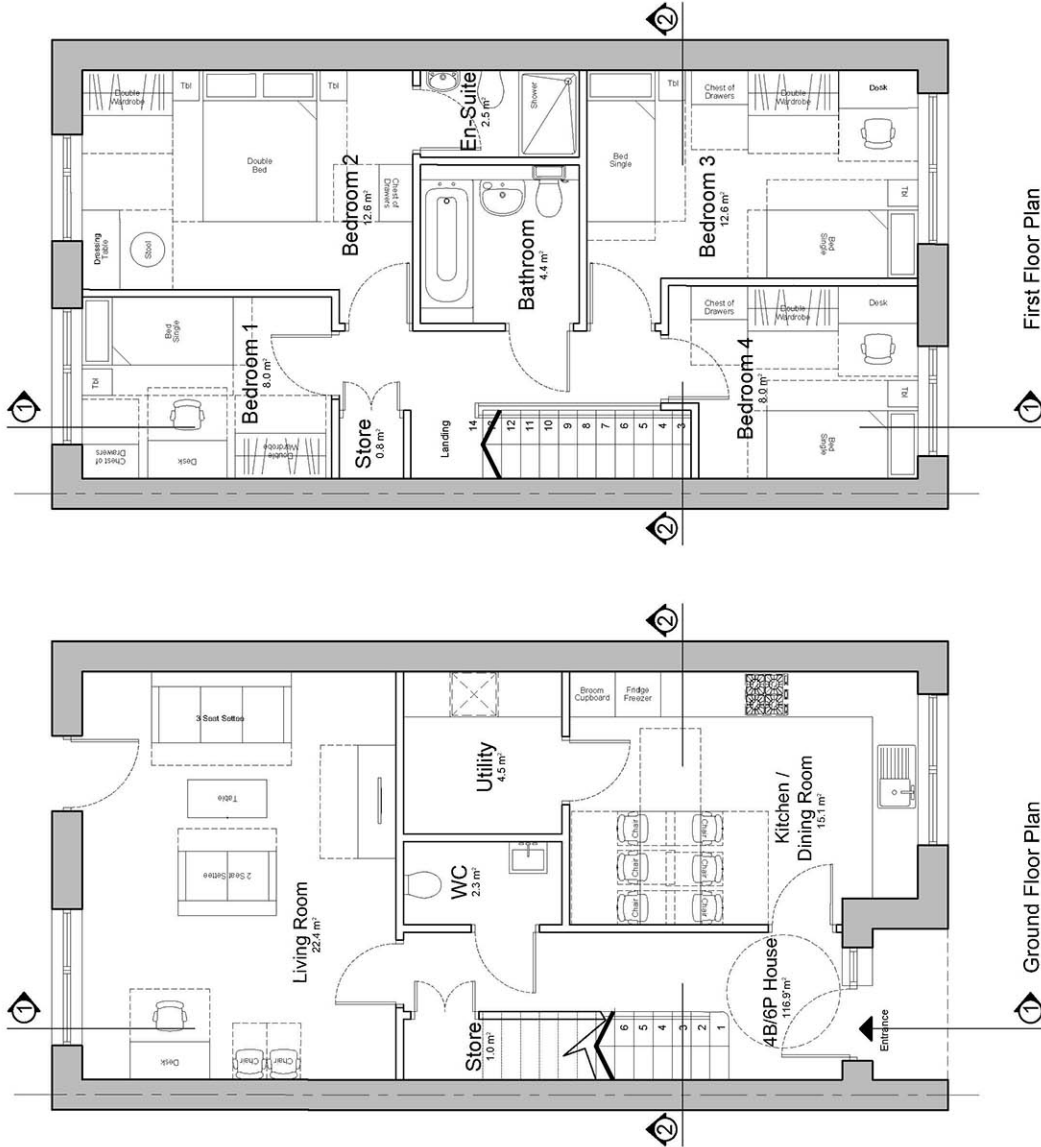 Bedroom 1
8.0 m²
Tbl
Bed
Single
Desk
Chest of
Drawers
Double
Wardrobe
Store
0.8 m²
Landing
14
13
12
11
10
9
8
7
6
5
4
3
Bedroom 2
12.6 m²
Double
Wardrobe
Tbl
Double
Bed
Tbl
Dressing
Table
Stool
Chest of
Drawers
En-Suite
2.5 m²
Shower
Bathroom
4.4 m²
Bedroom 3
12.6 m²
Bed
Single
Tbl
Chest of
Drawers
Double
Wardrobe
Desk
Tbl
Bed
Single
Bedroom 4
8.0 m²
Chest of
Drawers
Double
Wardrobe
Desk
Tbl
Bed
Single
1
1
2
2
First Floor Plan
Living Room
22.4 m²
3 Seat Settee
Table
2 Seat Settee
Desk
Chair
Chair
Utility
4.5 m²
WC
2.3 m²
Store
1.0 m²
6
5
4
3
2
1
Broom
Cupboard
Fridge
Freezer
Chair
Chair
Chair
Chair
Chair
Chair
Kitchen /
Dining Room
15.1 m²
4B/6P House
116.9 m²
Entrance
1
1
2
2
Ground Floor Plan